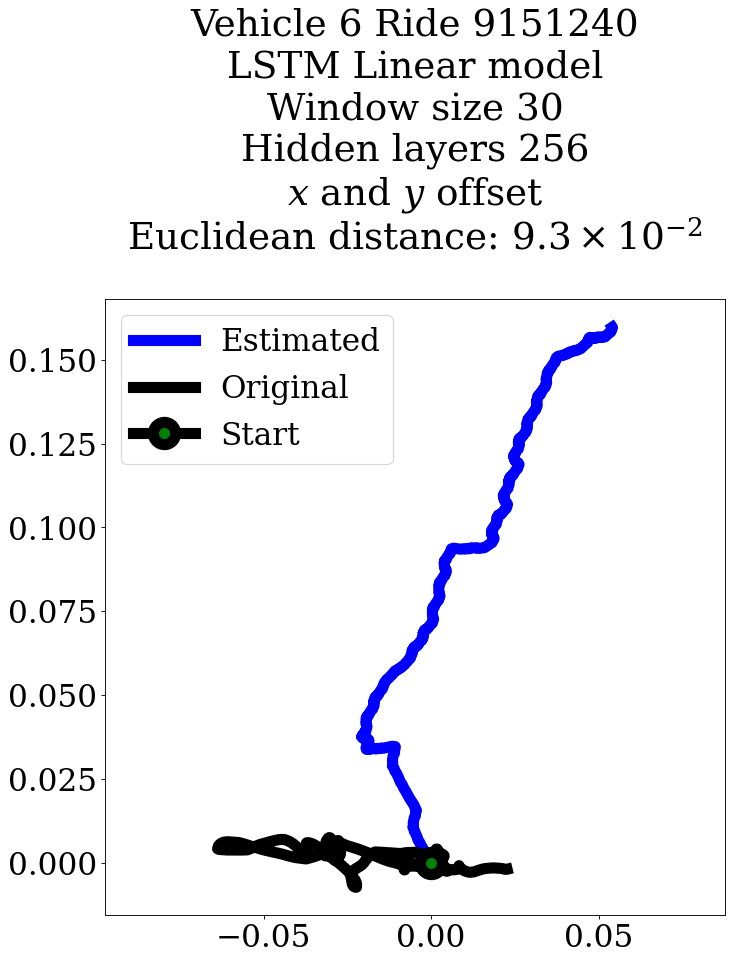 Vehicle 6 Ride 9151240
LSTM Linear model
Window size 30
Hidden layers 256
x and y offset
Euclidean distance: 9.3 × 10⁻²
Estimated
Original
Start
0.150
0.125
0.100
0.075
0.050
0.025
0.000
−0.05
0.00
0.05